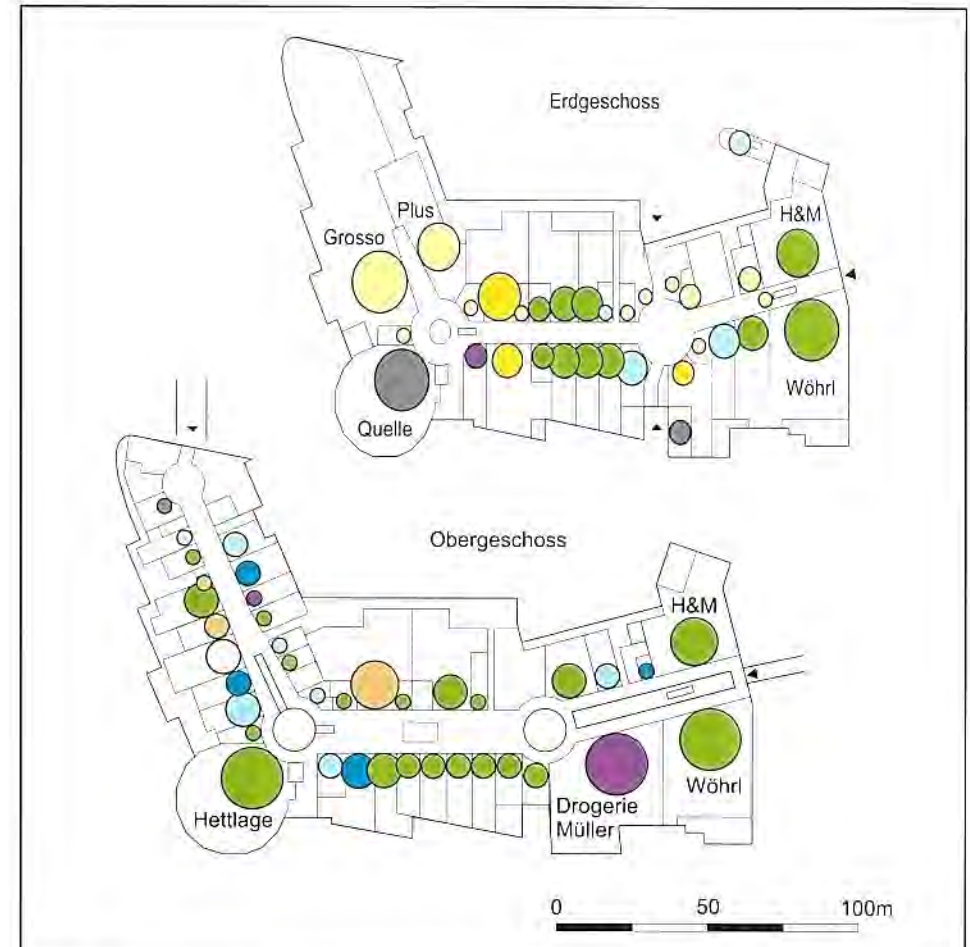 Erdgeschoss
Plus
H&M
Grosso
Wöhrl
Quelle
Obergeschoss
H&M
Wöhrl
Hettlage
Drogerie
Müller
0 50 100m